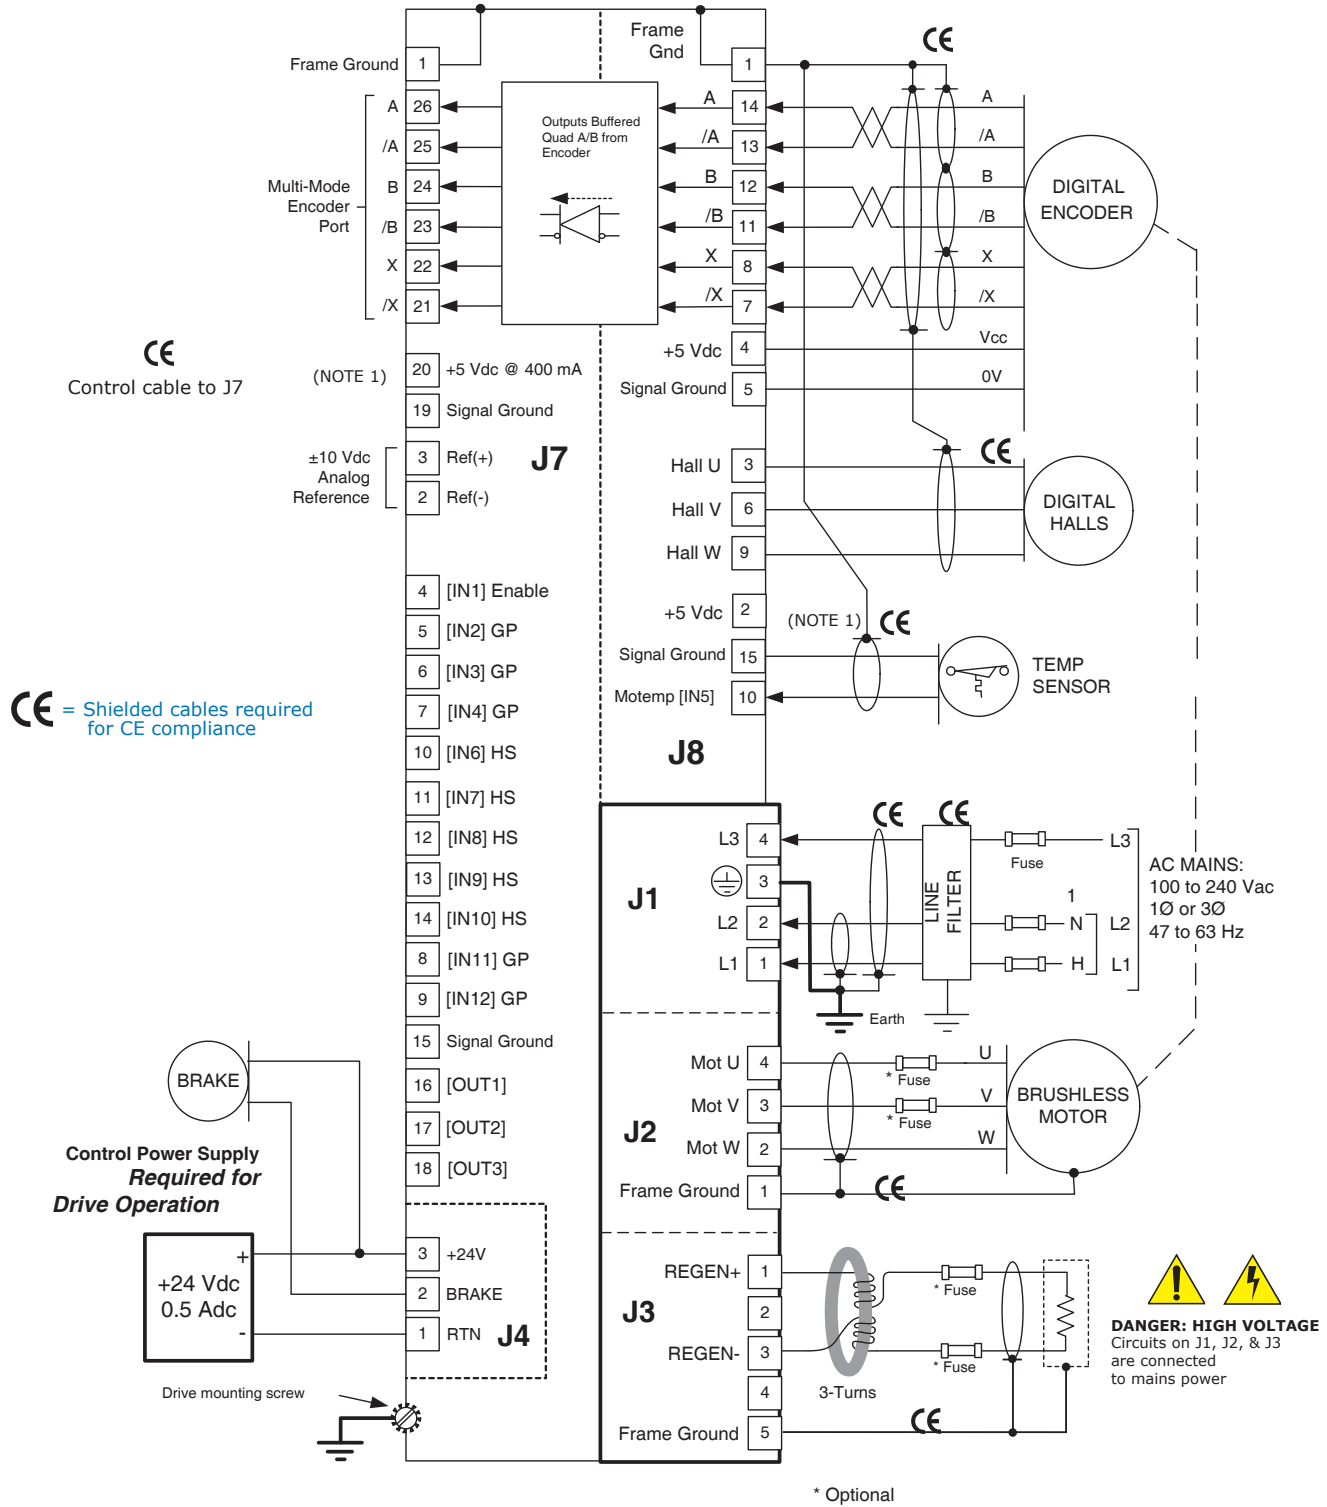 Frame
Gnd
CE
Frame Ground 1
1
A 26
/A 25
B 24
/B 23
X 22
/X 21
Multi-Mode
Encoder
Port
Outputs Buffered
Quad A/B from
Encoder
A 14 A
/A 13 /A
B 12 B
/B 11 /B
X 8 X
/X 7 /X
+5 Vdc 4 Vcc
Signal Ground 5 0V
DIGITAL
ENCODER
CE
Control cable to J7
(NOTE 1) 20 +5 Vdc @ 400 mA
19 Signal Ground
±10 Vdc
Analog
Reference
3 Ref(+)
2 Ref(-)
J7
Hall U 3
Hall V 6
Hall W 9
CE
DIGITAL
HALLS
4 [IN1] Enable
5 [IN2] GP
6 [IN3] GP
7 [IN4] GP
10 [IN6] HS
11 [IN7] HS
12 [IN8] HS
13 [IN9] HS
14 [IN10] HS
8 [IN11] GP
9 [IN12] GP
15 Signal Ground
16 [OUT1]
17 [OUT2]
18 [OUT3]
+5 Vdc 2
(NOTE 1) CE
Signal Ground 15
Motemp [IN5] 10
TEMP
SENSOR
J8
CE = Shielded cables required
for CE compliance
J1
L3 4
3
L2 2
L1 1
CE
CE
LINE
FILTER
Fuse
L3
1
N L2
H L1
AC MAINS:
100 to 240 Vac
1Ø or 3Ø
47 to 63 Hz
Earth
J2
Mot U 4
Mot V 3
Mot W 2
Frame Ground 1
* Fuse
* Fuse
U
V
W
CE
BRUSHLESS
MOTOR
BRAKE
Control Power Supply
Required for
Drive Operation
+
+24 Vdc
0.5 Adc
-
3 +24V
2 BRAKE
1 RTN
J4
Drive mounting screw
J3
REGEN+ 1
2
REGEN- 3
4
Frame Ground 5
3-Turns
* Fuse
* Fuse
CE
DANGER: HIGH VOLTAGE
Circuits on J1, J2, & J3
are connected
to mains power
* Optional